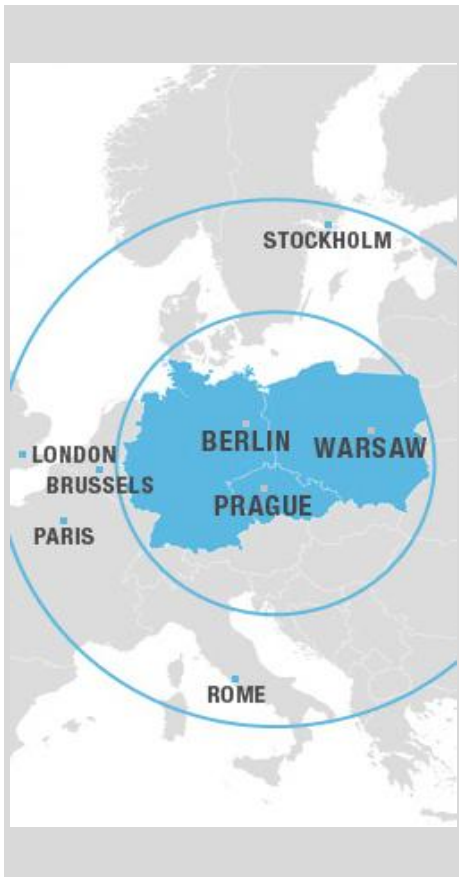 STOCKHOLM
BERLIN
WARSAW
LONDON
BRUSSELS
PRAGUE
PARIS
ROME